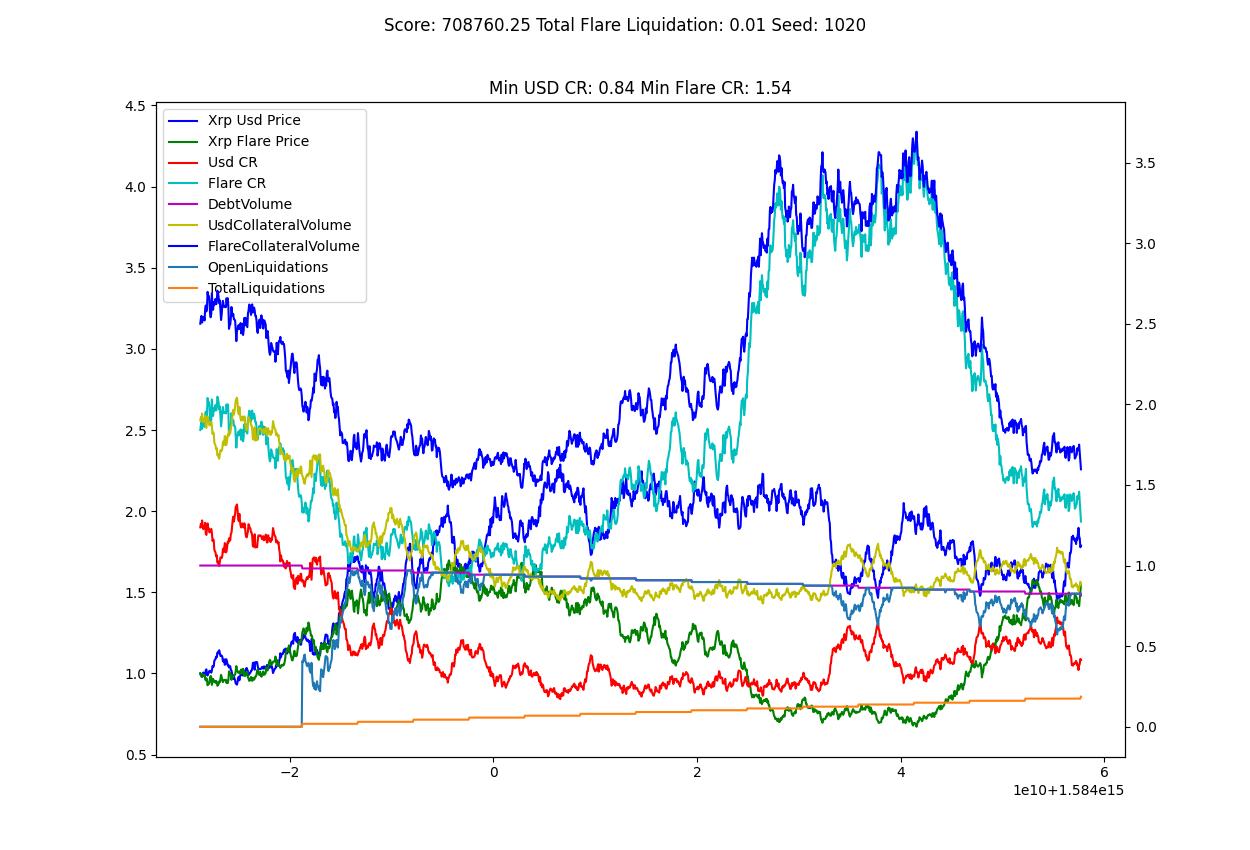 Score: 708760.25 Total Flare Liquidation: 0.01 Seed: 1020
Min USD CR: 0.84 Min Flare CR: 1.54
Xrp Usd Price
Xrp Flare Price
Usd CR
Flare CR
DebtVolume
UsdCollateralVolume
FlareCollateralVolume
OpenLiquidations
TotalLiquidations
4.5
4.0
3.5
3.0
2.5
2.0
1.5
1.0
0.5
3.5
3.0
2.5
2.0
1.5
1.0
0.5
0.0
−2 0 2 4 6
1e10+1.584e15